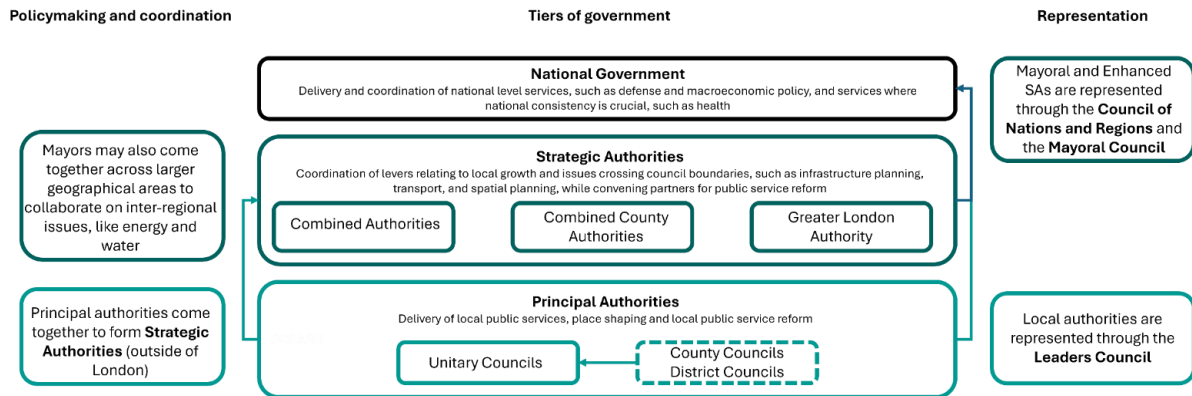 Policymaking and coordination
Tiers of government
Representation
National Government
Delivery and coordination of national level services, such as defense and macroeconomic policy, and services where
national consistency is crucial, such as health
Mayoral and Enhanced
SAs are represented
through the Council of
Nations and Regions and
the Mayoral Council
Mayors may also come
together across larger
geographical areas to
collaborate on inter-regional
issues, like energy and
water
Strategic Authorities
Coordination of levers relating to local growth and issues crossing council boundaries, such as infrastructure planning,
transport, and spatial planning, while convening partners for public service reform
Combined Authorities
Combined County
Authorities
Greater London
Authority
Principal authorities come
together to form Strategic
Authorities (outside of
London)
Principal Authorities
Delivery of local public services, place shaping and local public service reform
Unitary Councils
County Councils
District Councils
Local authorities are
represented through the
Leaders Council